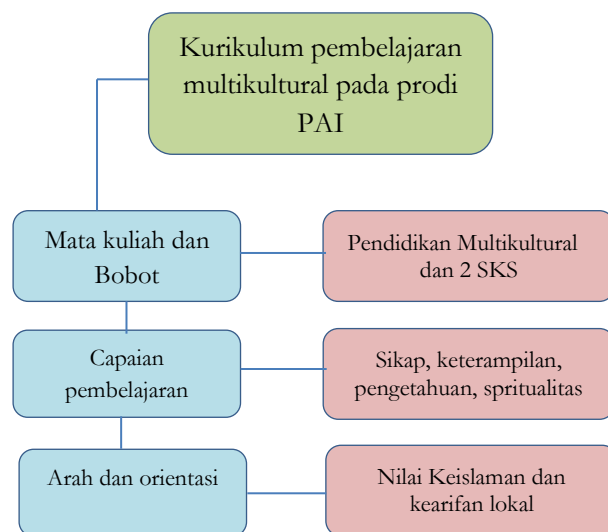 Kurikulum pembelajaran
multikultural pada prodi
PAI
Mata kuliah dan
Bobot
Pendidikan Multikultural
dan 2 SKS
Capaian
pembelajaran
Sikap, keterampilan,
pengetahuan, spritualitas
Arah dan orientasi
Nilai Keislaman dan
kearifan lokal